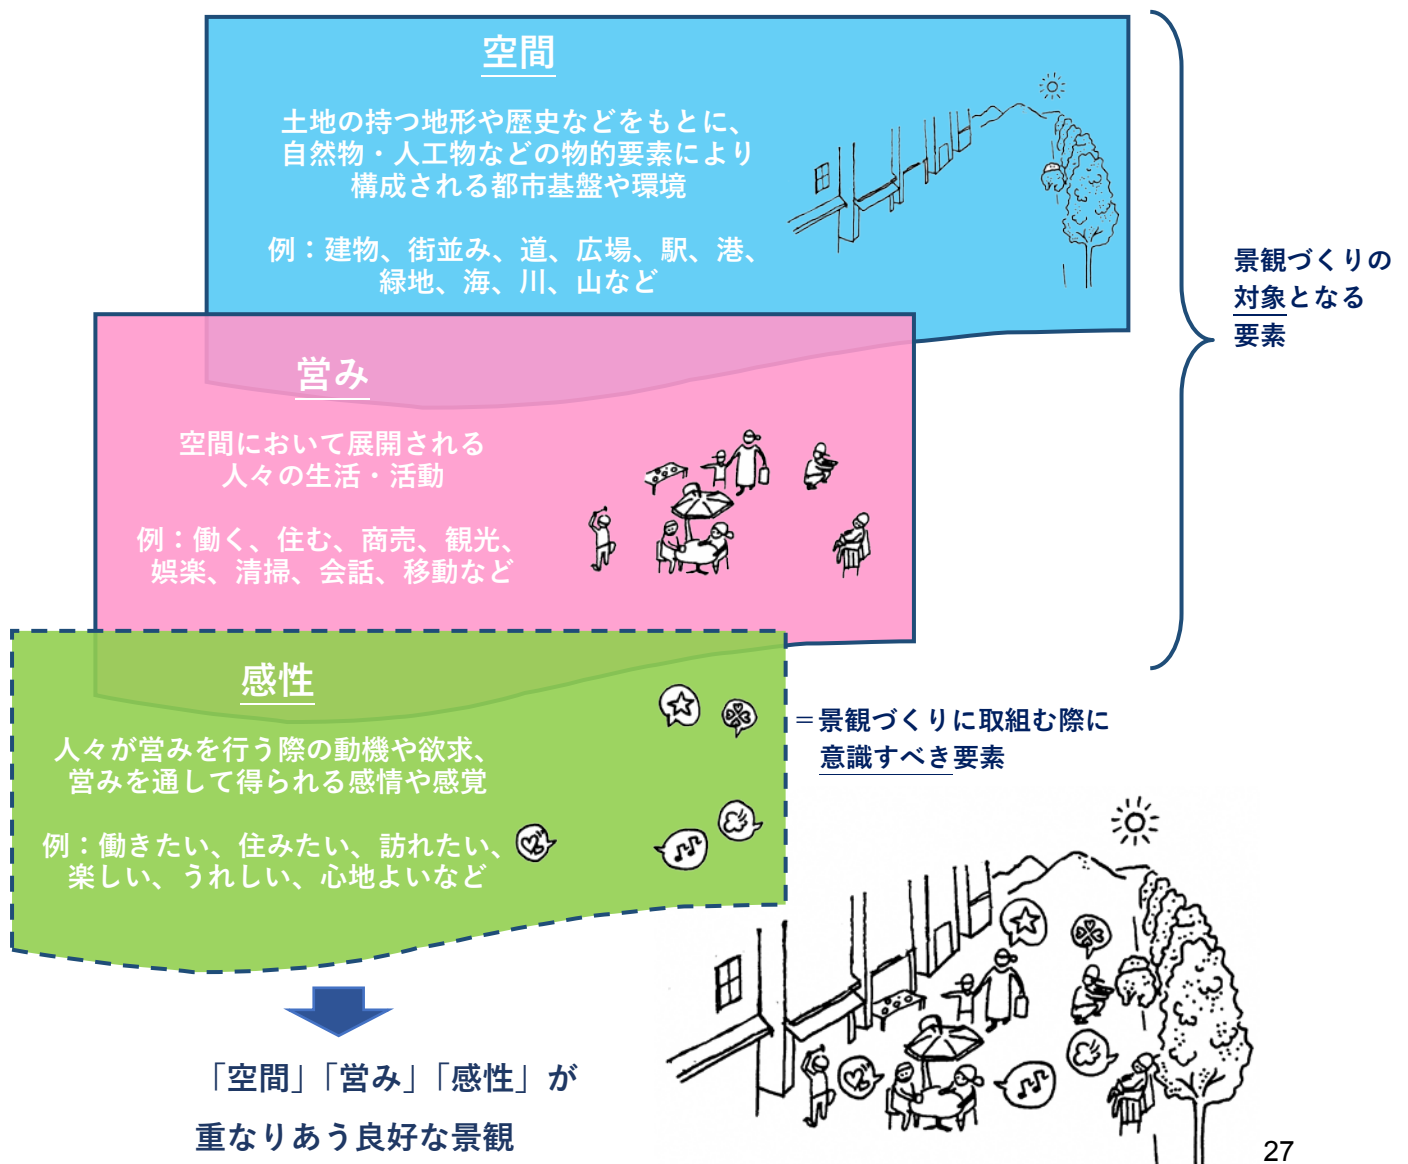 空間
土地の持つ地形や歴史などをもとに、
自然物・人工物などの物的要素により
構成される都市基盤や環境
例：建物、街並み、道、広場、駅、港、
緑地、海、川、山など
景観づくりの
対象となる
要素
営み
空間において展開される
人々の生活・活動
例：働く、住む、商売、観光、
娯楽、清掃、会話、移動など
感性
人々が営みを行う際の動機や欲求、
営みを通して得られる感情や感覚
例：働きたい、住みたい、訪れたい、
楽しい、うれしい、心地よいなど
＝景観づくりに取組む際に
意識すべき要素
「空間」「営み」「感性」が
重なりあう良好な景観
27